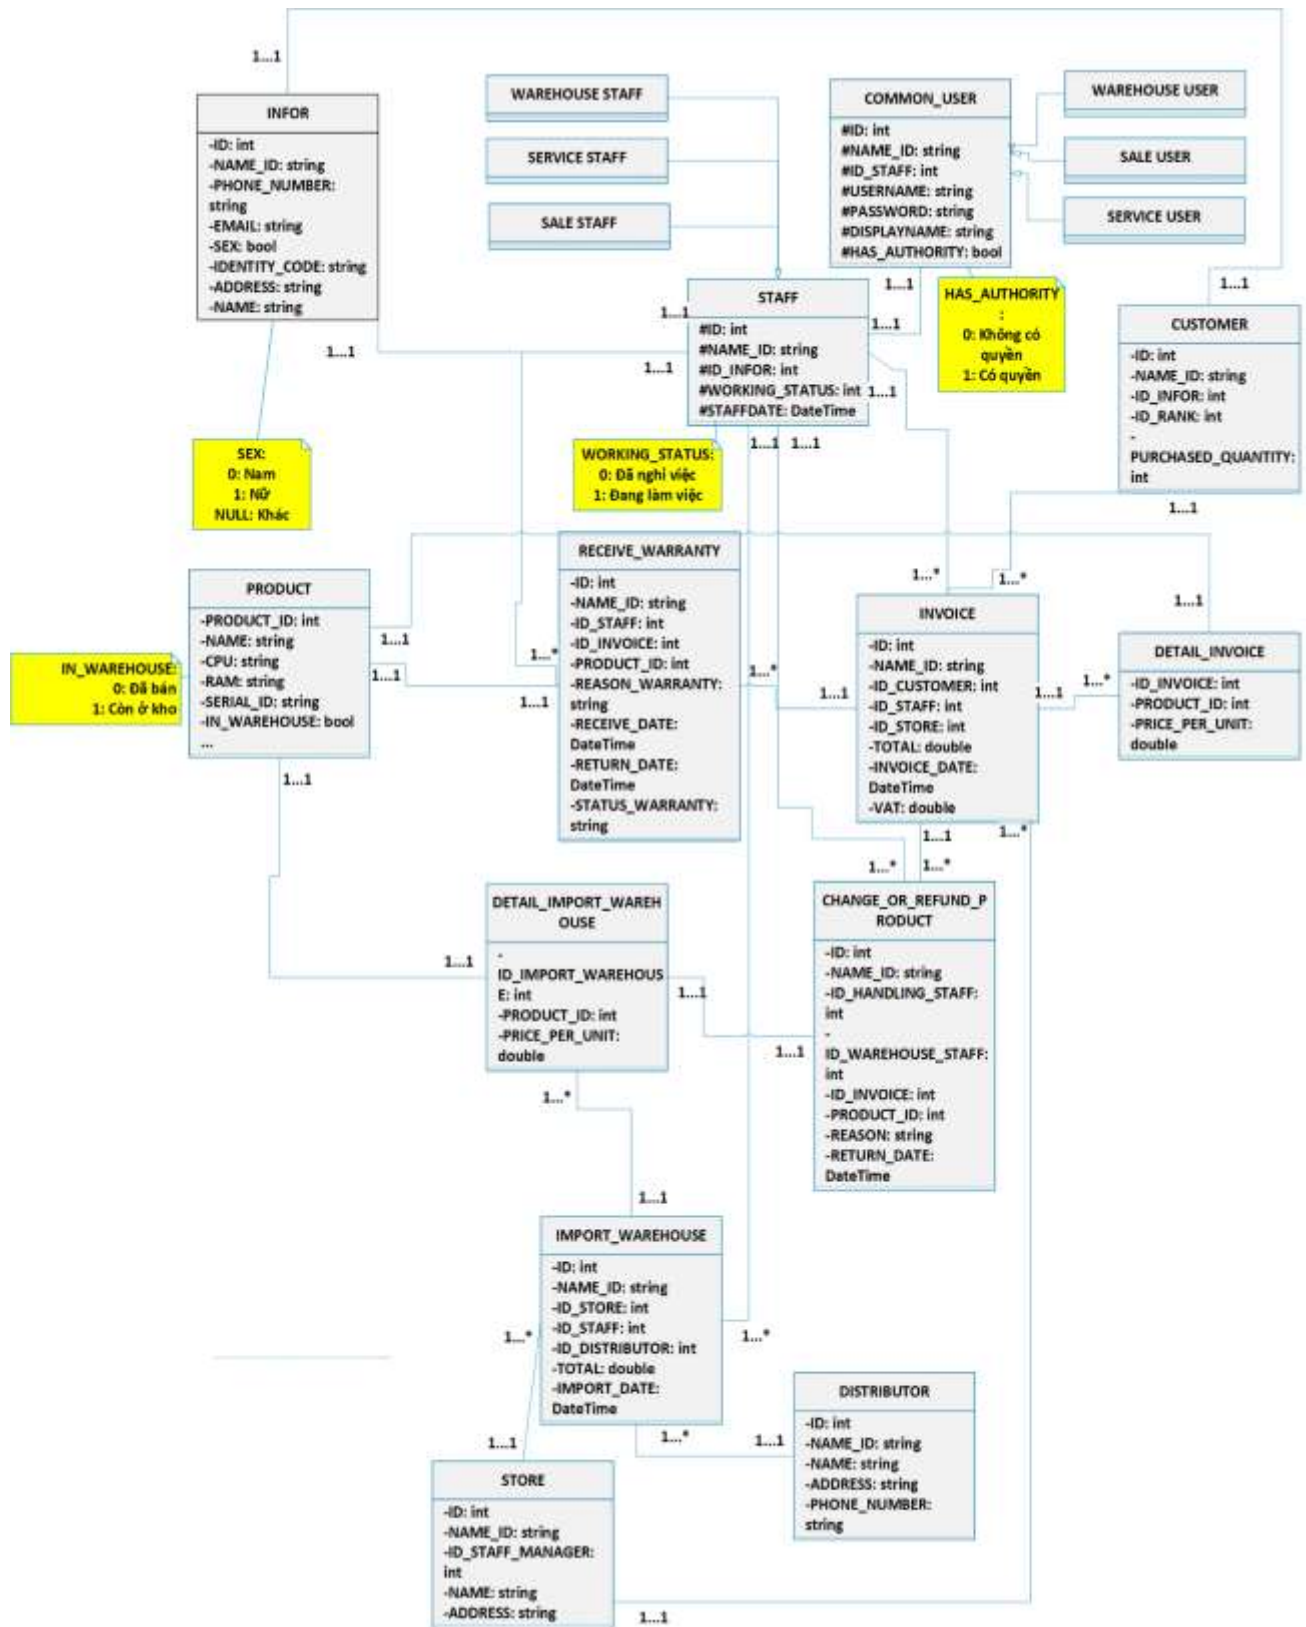 1...1
INFOR
-ID: int
-NAME_ID: string
-PHONE_NUMBER:
string
-EMAIL: string
-SEX: bool
-IDENTITY_CODE: string
-ADDRESS: string
-NAME: string
WAREHOUSE STAFF
SERVICE STAFF
SALE STAFF
COMMON_USER
#ID: int
#NAME_ID: string
#ID_STAFF: int
#USERNAME: string
#PASSWORD: string
#DISPLAYNAME: string
#HAS_AUTHORITY: bool
WAREHOUSE USER
SALE USER
SERVICE USER
1...1
1...1
HAS_AUTHORITY
:
0: Không có
quyền
1: Có quyền
STAFF
#ID: int
#NAME_ID: string
#ID_INFOR: int
#WORKING_STATUS: int
#STAFFDATE: DateTime
1...1
1...1
1...1
1...1
1...1
1...1
1...1
CUSTOMER
-ID: int
-NAME_ID: string
-ID_INFOR: int
-ID_RANK: int
-
PURCHASED_QUANTITY:
int
1...1
SEX:
0: Nam
1: Nữ
NULL: Khác
WORKING_STATUS:
0: Đã nghỉ việc
1: Đang làm việc
PRODUCT
-PRODUCT_ID: int
-NAME: string
-CPU: string
-RAM: string
-SERIAL_ID: string
-IN_WAREHOUSE: bool
...
IN_WAREHOUSE:
0: Đã bán
1: Còn ở kho
1...1
1...1
1...1
RECEIVE_WARRANTY
-ID: int
-NAME_ID: string
-ID_STAFF: int
-ID_INVOICE: int
-PRODUCT_ID: int
-REASON_WARRANTY:
string
-RECEIVE_DATE:
DateTime
-RETURN_DATE:
DateTime
-STATUS_WARRANTY:
string
1...*
1...1
1...*
1...1
1...*
1...*
INVOICE
-ID: int
-NAME_ID: string
-ID_CUSTOMER: int
-ID_STAFF: int
-ID_STORE: int
-TOTAL: double
-INVOICE_DATE:
DateTime
-VAT: double
1...1
1...*
1...1
DETAIL_INVOICE
-ID_INVOICE: int
-PRODUCT_ID: int
-PRICE_PER_UNIT:
double
1...1
1...*
1...*
1...*
DETAIL_IMPORT_WAREH
OUSE
-
ID_IMPORT_WAREHOUS
E: int
-PRODUCT_ID: int
-PRICE_PER_UNIT:
double
1...1
1...1
1...1
1...*
CHANGE_OR_REFUND_P
RODUCT
-ID: int
-NAME_ID: string
-ID_HANDLING_STAFF:
int
-
ID_WAREHOUSE_STAFF:
int
-ID_INVOICE: int
-PRODUCT_ID: int
-REASON: string
-RETURN_DATE:
DateTime
1...1
IMPORT_WAREHOUSE
-ID: int
-NAME_ID: string
-ID_STORE: int
-ID_STAFF: int
-ID_DISTRIBUTOR: int
-TOTAL: double
-IMPORT_DATE:
DateTime
1...*
1...*
1...*
1...1
1...1
DISTRIBUTOR
-ID: int
-NAME_ID: string
-NAME: string
-ADDRESS: string
-PHONE_NUMBER:
string
STORE
-ID: int
-NAME_ID: string
-ID_STAFF_MANAGER:
int
-NAME: string
-ADDRESS: string
1...1